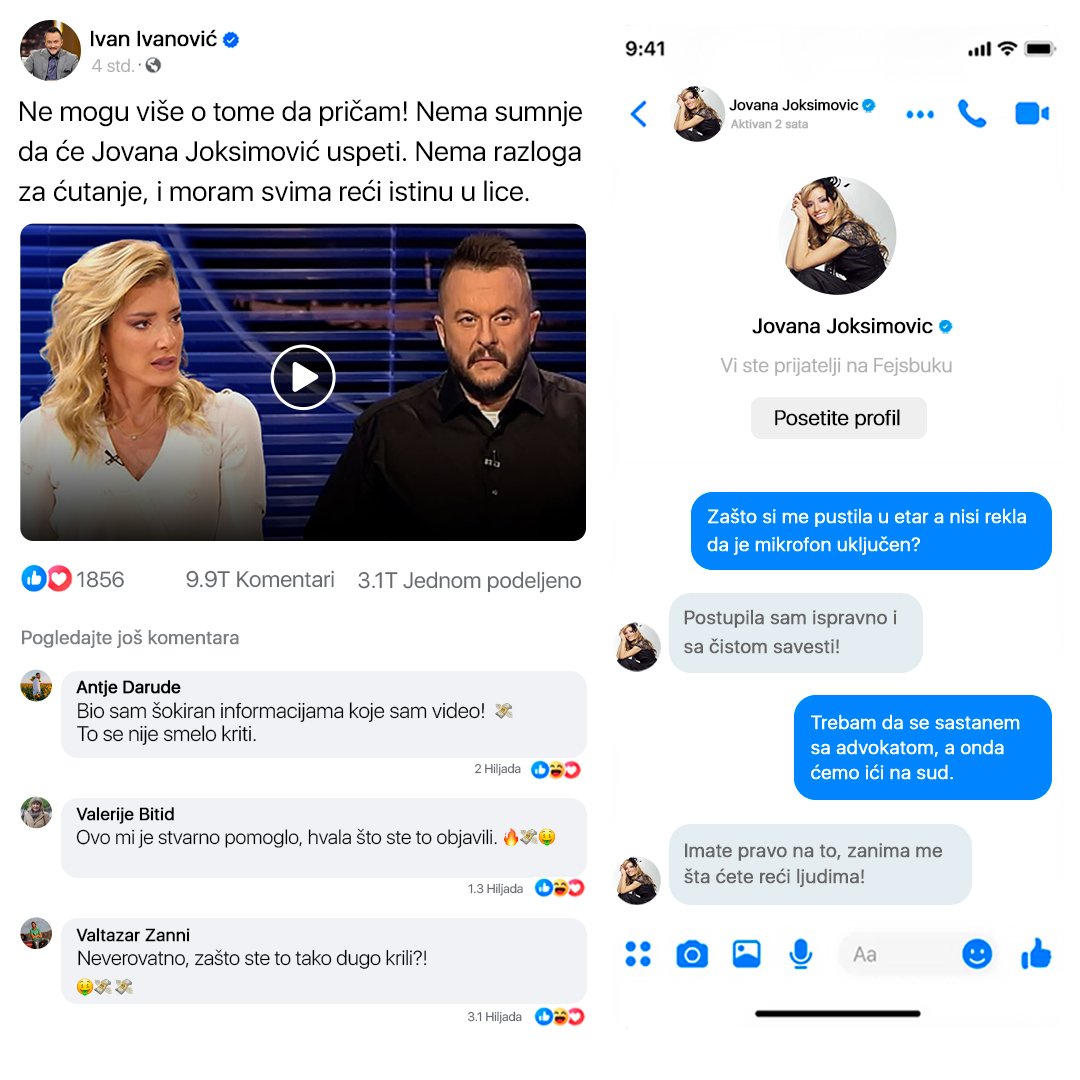 Ivan Ivanović
4 std. ·
Ne mogu više o tome da pričam! Nema sumnje
da će Jovana Joksimović uspeti. Nema razloga
za ćutanje, i moram svima reći istinu u lice.
1856
9.9T Komentari
3.1T Jednom podeljeno
Pogledajte još komentara
Antje Darude
Bio sam šokiran informacijama koje sam video! 💸
To se nije smelo kriti.
2 Hiljada
Valerije Bitid
Ovo mi je stvarno pomoglo, hvala što ste to objavili. 🔥💸🤑
1.3 Hiljada
Valtazar Zanni
Neverovatno, zašto ste to tako dugo krili?!
🤑💸💸
3.1 Hiljada
9:41
Jovana Joksimovic
Aktivan 2 sata
Jovana Joksimovic
Vi ste prijatelji na Fejsbuku
Posetite profil
Zašto si me pustila u etar a nisi rekla
da je mikrofon uključen?
Postupila sam ispravno i
sa čistom savesti!
Trebam da se sastanem
sa advokatom, a onda
ćemo ići na sud.
Imate pravo na to, zanima me
šta ćete reći ljudima!
Aa